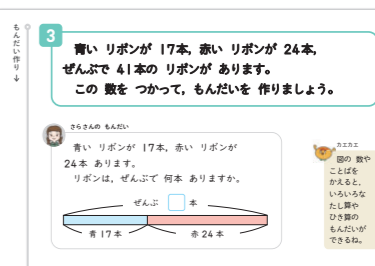 もんだい作り→
3
青い リボンが 17本，赤い リボンが 24本，
ぜんぶで 41本の リボンが あります。
この 数を つかって，もんだいを 作りましょう。
さらさんの もんだい
青い リボンが 17本，赤い リボンが
24本 あります。
リボンは，ぜんぶで 何本 ありますか。
ぜんぶ 本
青17本
赤24本
カエカエ
図の 数や
ことばを
かえると，
いろいろな
たし算や
ひき算の
もんだいが
できるね。